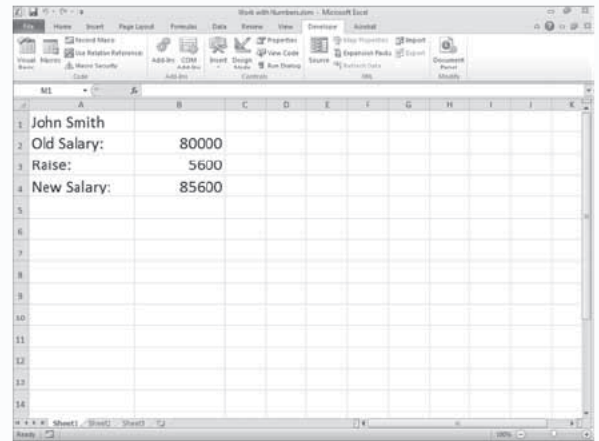 Work with Numbers.xlsm - Microsoft Excel
File Home Insert Page Layout Formulas Data Review View Developer Acrobat
Visual Basic Macros Record Macro Use Relative References Macro Security Add-Ins COM Add-Ins Insert Design Mode Properties View Code Run Dialog Source Map Properties Expansion Packs Refresh Data Import Export Document Panel
Code Add-Ins Controls XML Modify
N1 fx
A B C D E F G H I J K
1 John Smith
2 Old Salary: 80000
3 Raise: 5600
4 New Salary: 85600
5
6
7
8
9
10
11
12
13
14
Sheet1 Sheet2 Sheet3
Ready 100%